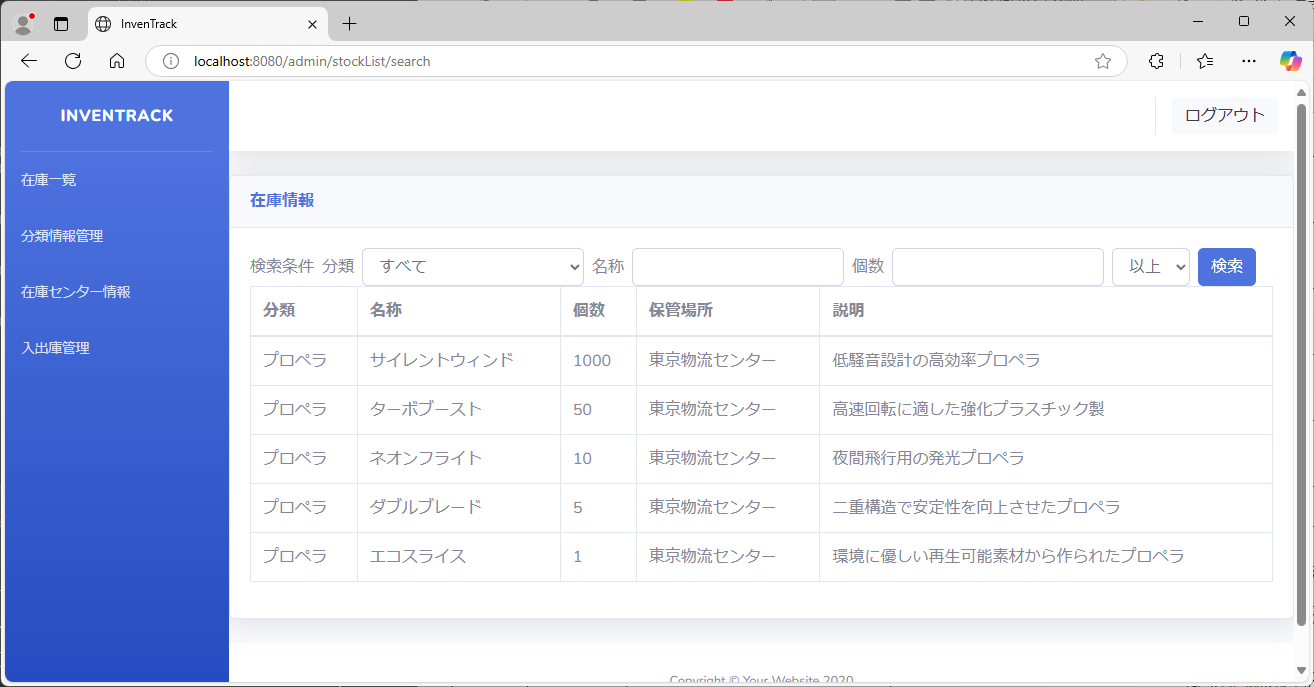 InvenTrack
localhost:8080/admin/stockList/search
INVENTRACK
ログアウト
在庫一覧
分類情報管理
在庫センター情報
入出庫管理
在庫情報
検索条件 分類 すべて 名称 個数 以上 検索
分類 名称 個数 保管場所 説明
プロペラ サイレントウィンド 1000 東京物流センター 低騒音設計の高効率プロペラ
プロペラ ターボブースト 50 東京物流センター 高速回転に適した強化プラスチック製
プロペラ ネオンフライト 10 東京物流センター 夜間飛行用の発光プロペラ
プロペラ ダブルブレード 5 東京物流センター 二重構造で安定性を向上させたプロペラ
プロペラ エコスライス 1 東京物流センター 環境に優しい再生可能素材から作られたプロペラ
Copyright © Your Website 2020